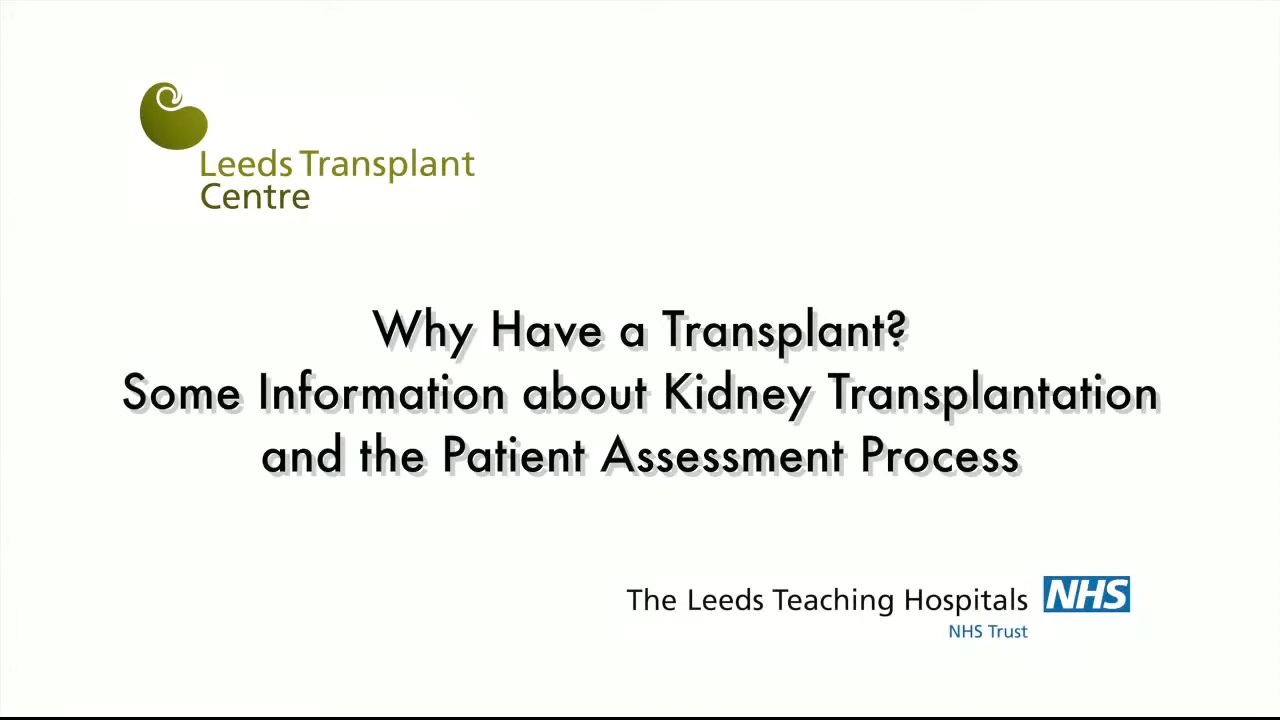 Leeds Transplant
Centre
Why Have a Transplant?
Some Information about Kidney Transplantation
and the Patient Assessment Process
The Leeds Teaching Hospitals NHS
NHS Trust